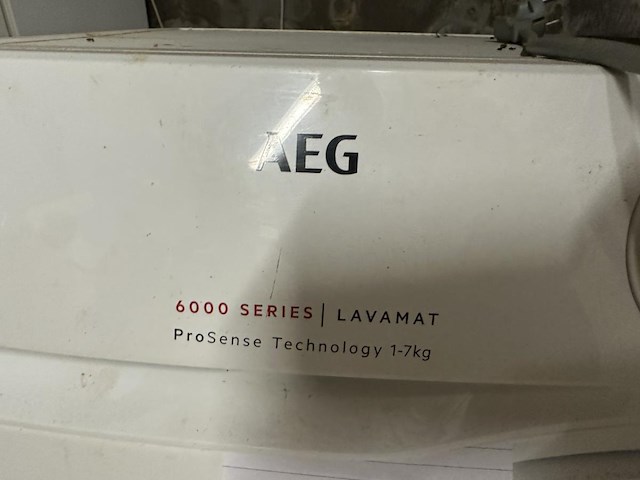 AEG
6000 SERIES | LAVAMAT
ProSense Technology 1-7kg